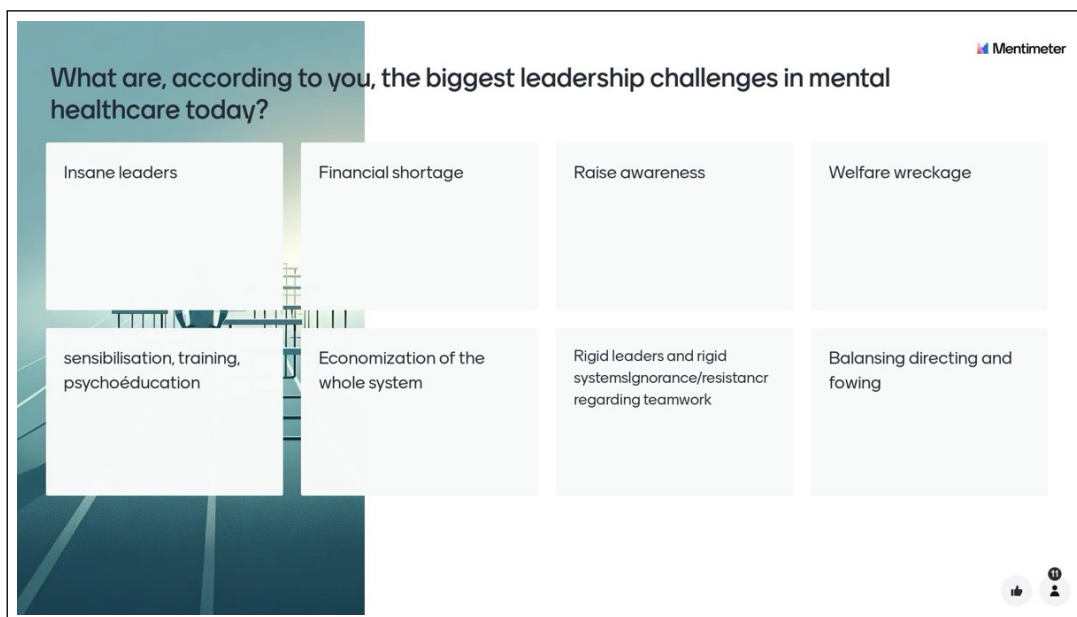 Mentimeter
What are, according to you, the biggest leadership challenges in mental
healthcare today?
Insane leaders
Financial shortage
Raise awareness
Welfare wreckage
sensibilisation, training,
psychoéducation
Economization of the
whole system
Rigid leaders and rigid
systemsIgnorance/resistancr
regarding teamwork
Balansing directing and
fowing
11